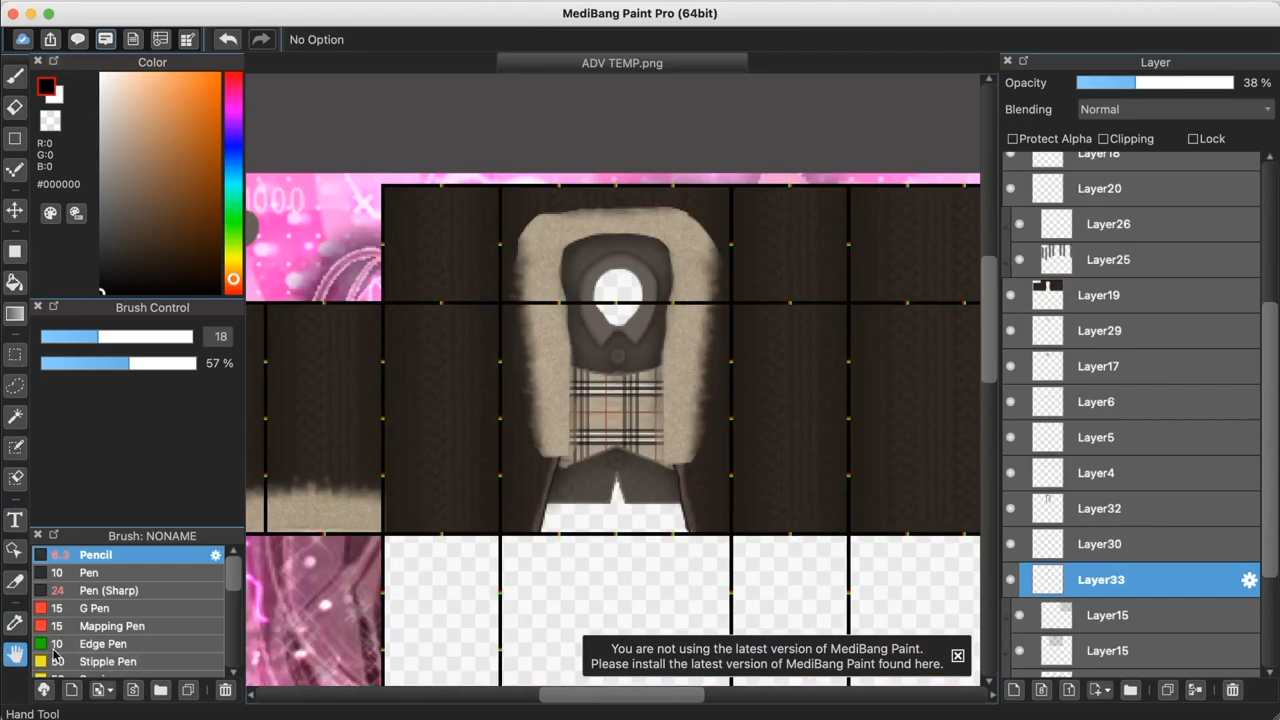 MediBang Paint Pro (64bit)
No Option
Color
ADV TEMP.png
Layer
R:0
G:0
B:0
#000000
Brush Control
18
57 %
Brush: NONAME
6.3 Pencil
10 Pen
24 Pen (Sharp)
15 G Pen
15 Mapping Pen
10 Edge Pen
Stipple Pen
Hand Tool
T
000 X
You are not using the latest version of MediBang Paint.
Please install the latest version of MediBang Paint found here.
Opacity 38 %
Blending Normal
Protect Alpha Clipping Lock
Layer18
Layer20
Layer26
Layer25
Layer19
Layer29
Layer17
Layer6
Layer5
Layer4
Layer32
Layer30
Layer33
Layer15
Layer15